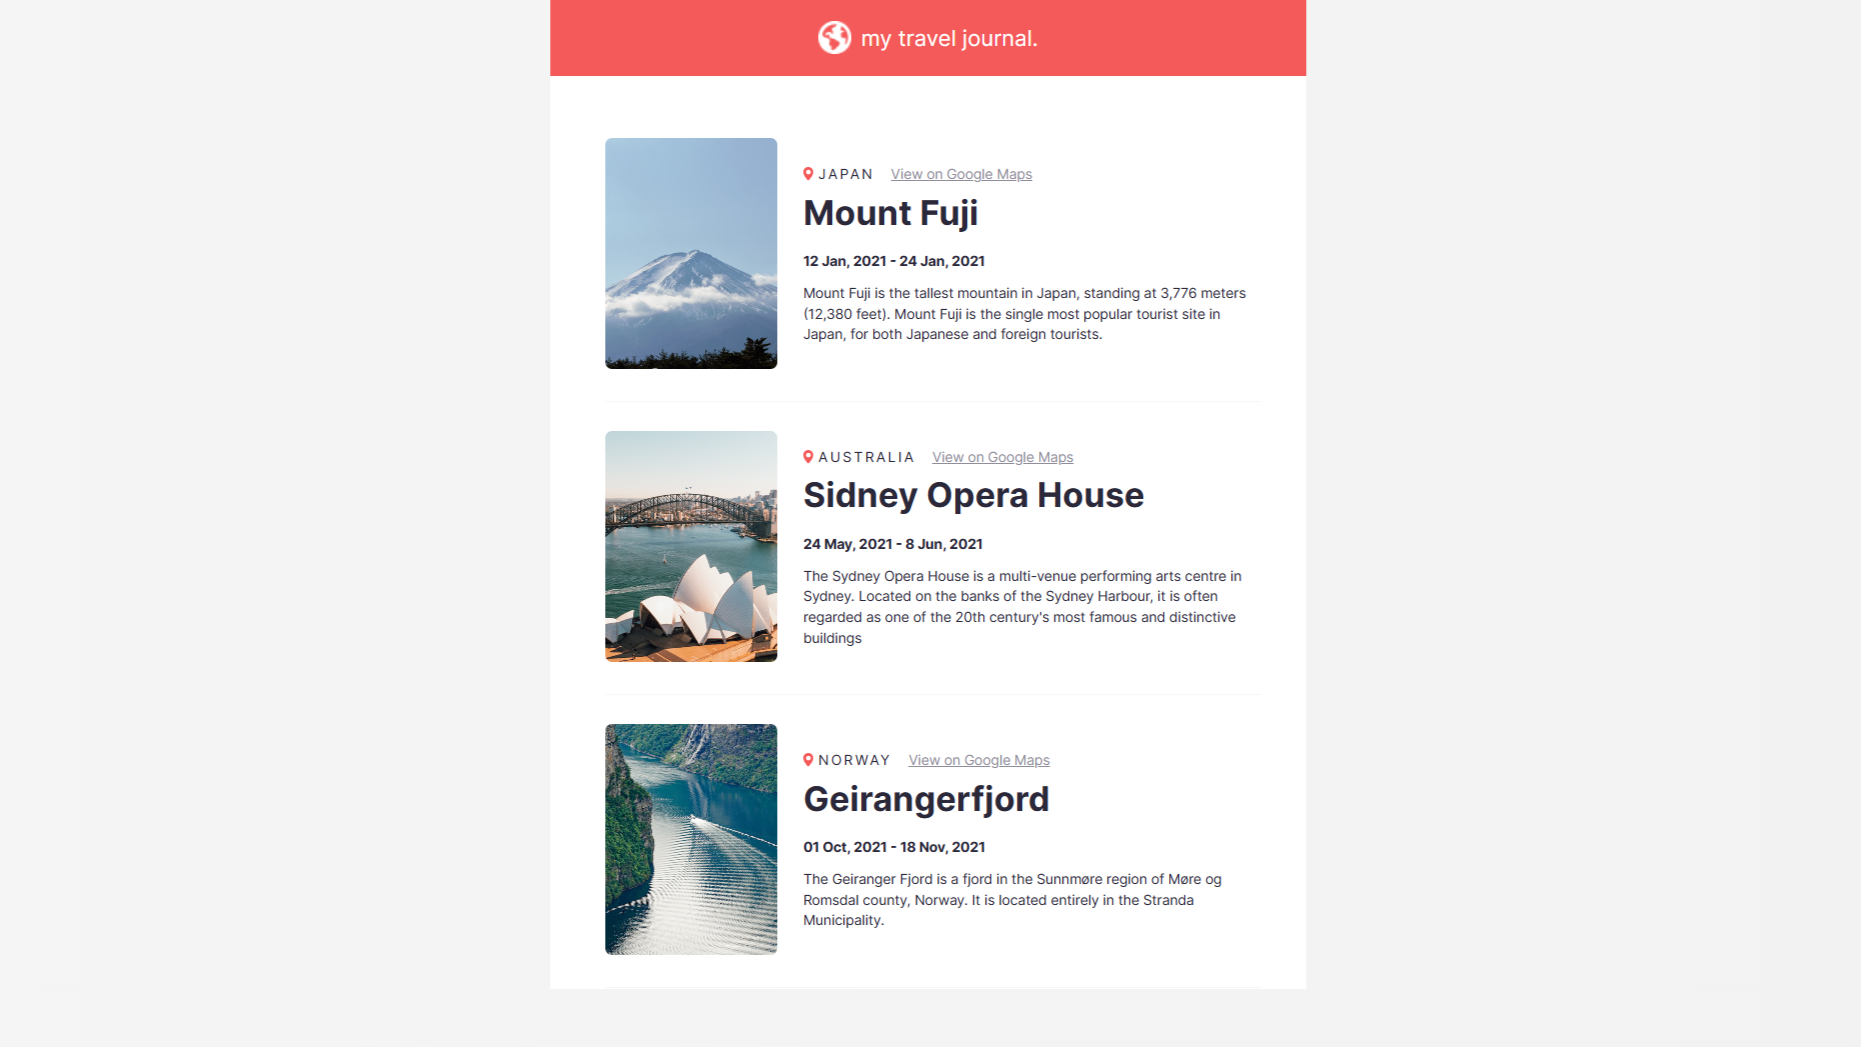 my travel journal.
JAPAN View on Google Maps
Mount Fuji
12 Jan, 2021 - 24 Jan, 2021
Mount Fuji is the tallest mountain in Japan, standing at 3,776 meters
(12,380 feet). Mount Fuji is the single most popular tourist site in
Japan, for both Japanese and foreign tourists.
AUSTRALIA View on Google Maps
Sidney Opera House
24 May, 2021 - 8 Jun, 2021
The Sydney Opera House is a multi-venue performing arts centre in
Sydney. Located on the banks of the Sydney Harbour, it is often
regarded as one of the 20th century's most famous and distinctive
buildings
NORWAY View on Google Maps
Geirangerfjord
01 Oct, 2021 - 18 Nov, 2021
The Geiranger Fjord is a fjord in the Sunnmøre region of Møre og
Romsdal county, Norway. It is located entirely in the Stranda
Municipality.